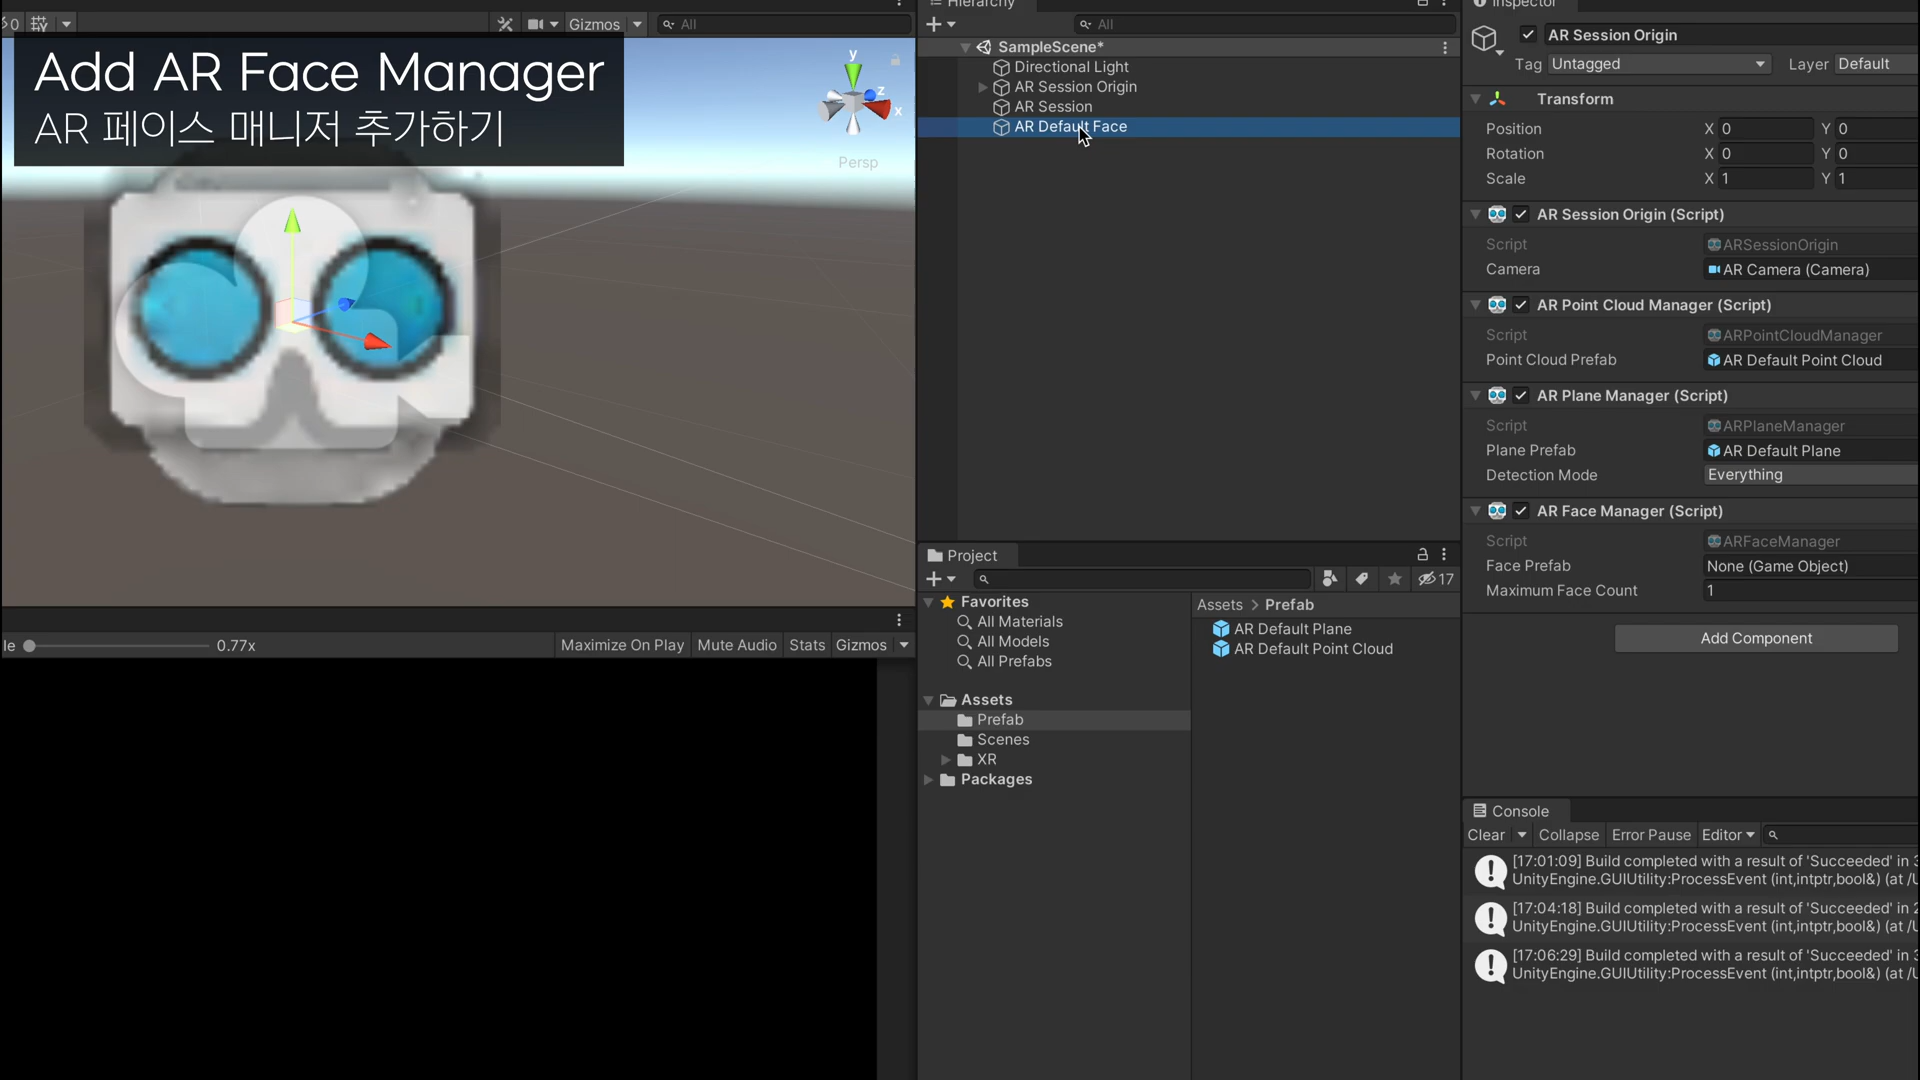 Gizmos
All
Add AR Face Manager
AR 페이스 매니저 추가하기
y
z
x
Persp
Hierarchy
All
SampleScene*
Directional Light
AR Session Origin
AR Session
AR Default Face
Inspector
AR Session Origin
Tag Untagged Layer Default
Transform
Position X 0 Y 0
Rotation X 0 Y 0
Scale X 1 Y 1
AR Session Origin (Script)
Script ARSessionOrigin
Camera AR Camera (Camera)
AR Point Cloud Manager (Script)
Script ARPointCloudManager
Point Cloud Prefab AR Default Point Cloud
AR Plane Manager (Script)
Script ARPlaneManager
Plane Prefab AR Default Plane
Detection Mode Everything
AR Face Manager (Script)
Script ARFaceManager
Face Prefab None (Game Object)
Maximum Face Count 1
Add Component
le 0.77x Maximize On Play Mute Audio Stats Gizmos
Project
17
Favorites
All Materials
All Models
All Prefabs
Assets
Prefab
Scenes
XR
Packages
Assets > Prefab
AR Default Plane
AR Default Point Cloud
Console
Clear Collapse Error Pause Editor
[17:01:09] Build completed with a result of 'Succeeded' in 3
UnityEngine.GUIUtility:ProcessEvent (int,intptr,bool&) (at /U
[17:04:18] Build completed with a result of 'Succeeded' in 2
UnityEngine.GUIUtility:ProcessEvent (int,intptr,bool&) (at /U
[17:06:29] Build completed with a result of 'Succeeded' in 3
UnityEngine.GUIUtility:ProcessEvent (int,intptr,bool&) (at /U